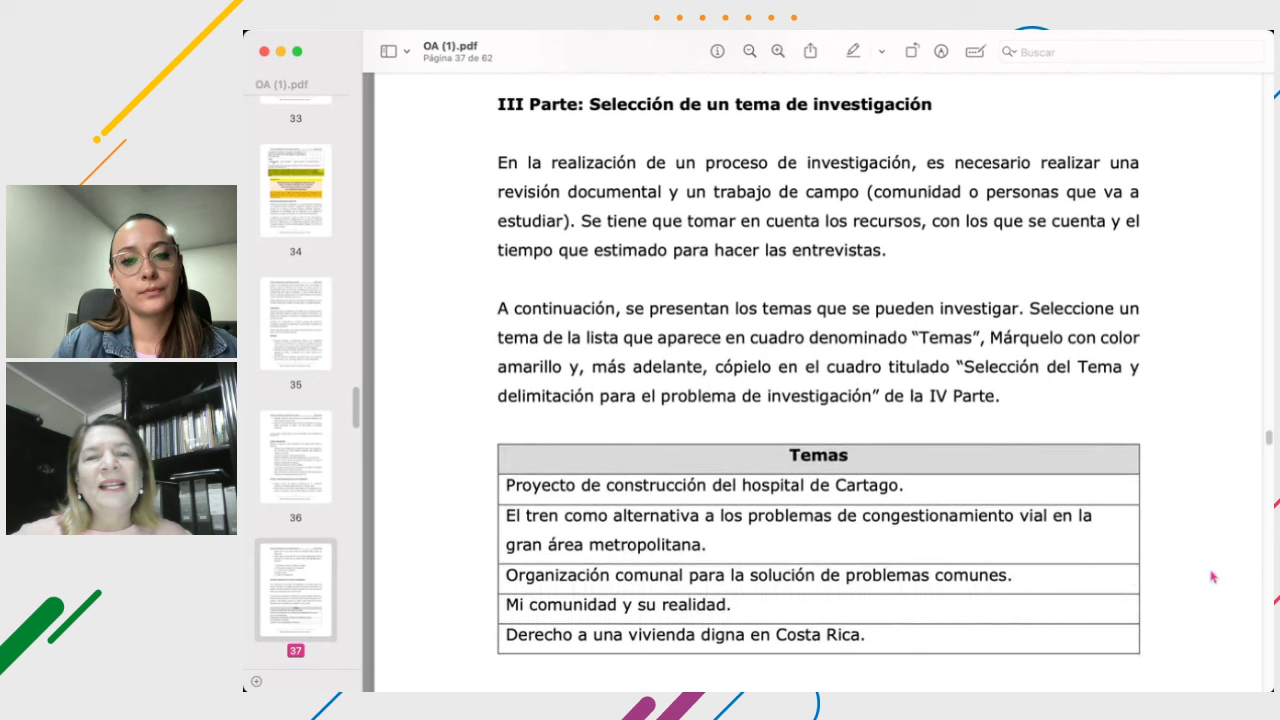 OA (1).pdf
Página 37 de 62
Buscar
OA (1).pdf
33
34
35
36
37
III Parte: Selección de un tema de investigación
En la realización de un proceso de investigación, es necesario realizar una
revisión documental y un trabajo de campo (comunidad o personas que va a
estudiar). Se tiene que tomar en cuenta los recursos, con los que se cuenta y el
tiempo que estimado para hacer las entrevistas.
A continuación, se presentan los temas que se pueden investigar. Seleccione un
tema de la lista que aparece en cuadro denominado “Temas”, Márquelo con color
amarillo y, más adelante, cópielo en el cuadro titulado “Selección del Tema y
delimitación para el problema de investigación” de la IV Parte.
Temas
Proyecto de construcción del hospital de Cartago.
El tren como alternativa a los problemas de congestionamiento vial en la
gran área metropolitana.
Organización comunal para la solución de problemas comunes.
Mi comunidad y su realidad.
Derecho a una vivienda digna en Costa Rica.